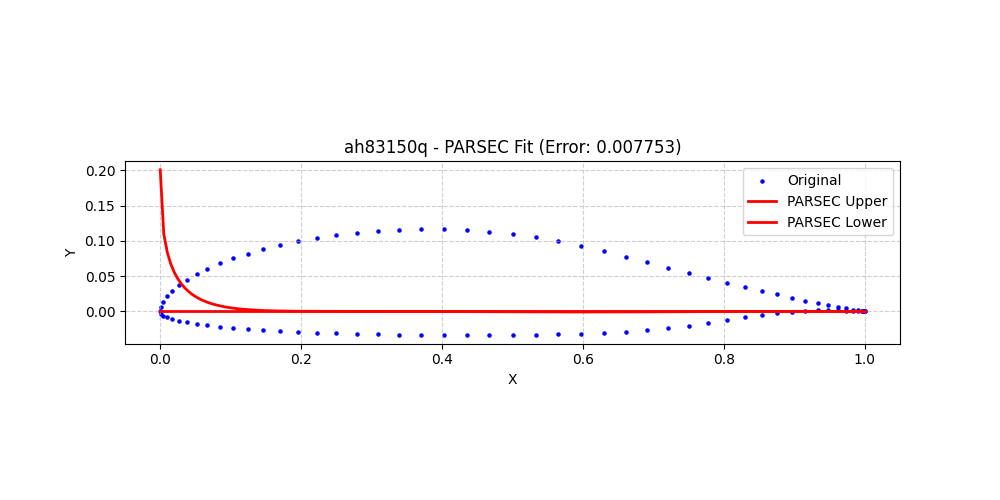 ah83150q - PARSEC Fit (Error: 0.007753)
Original
PARSEC Upper
PARSEC Lower
Y
0.20
0.15
0.10
0.05
0.00
0.0 0.2 0.4 0.6 0.8 1.0
X